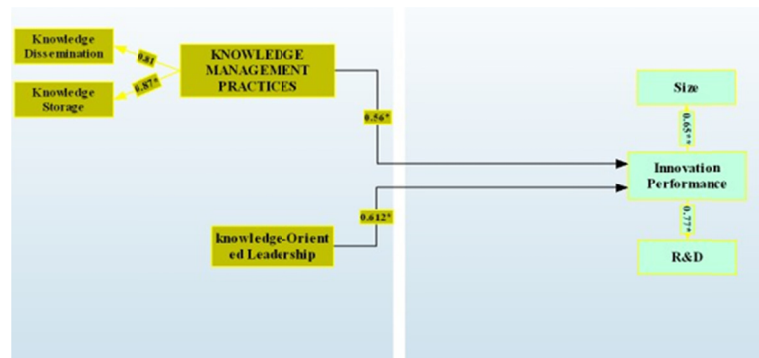 Knowledge
Dissemination
0.81
KNOWLEDGE
MANAGEMENT
PRACTICES
Knowledge
Storage
0.87*
0.56*
Size
0.65**
Innovation
Performance
0.612*
knowledge-Orient
ed Leadership
0.77*
R&D